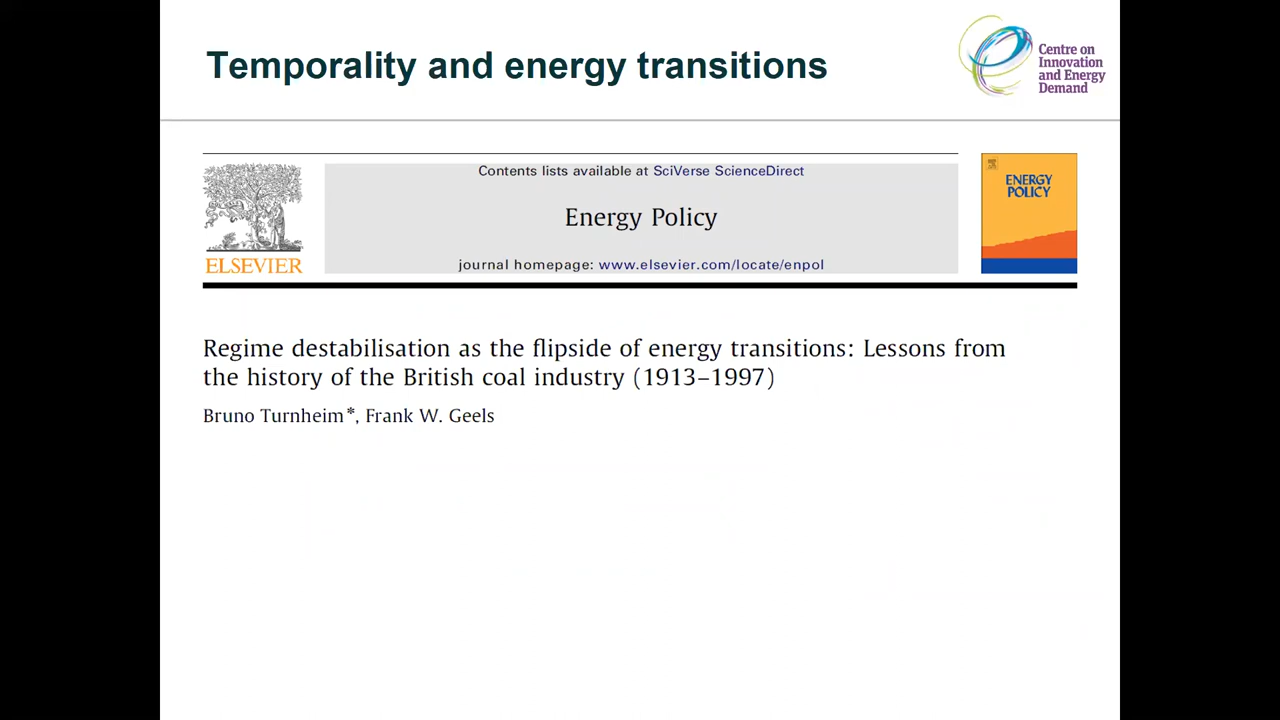 Temporality and energy transitions
Centre on
Innovation
and Energy
Demand
Contents lists available at SciVerse ScienceDirect
Energy Policy
journal homepage: www.elsevier.com/locate/enpol
ELSEVIER
ENERGY
POLICY
Regime destabilisation as the flipside of energy transitions: Lessons from
the history of the British coal industry (1913–1997)
Bruno Turnheim*, Frank W. Geels